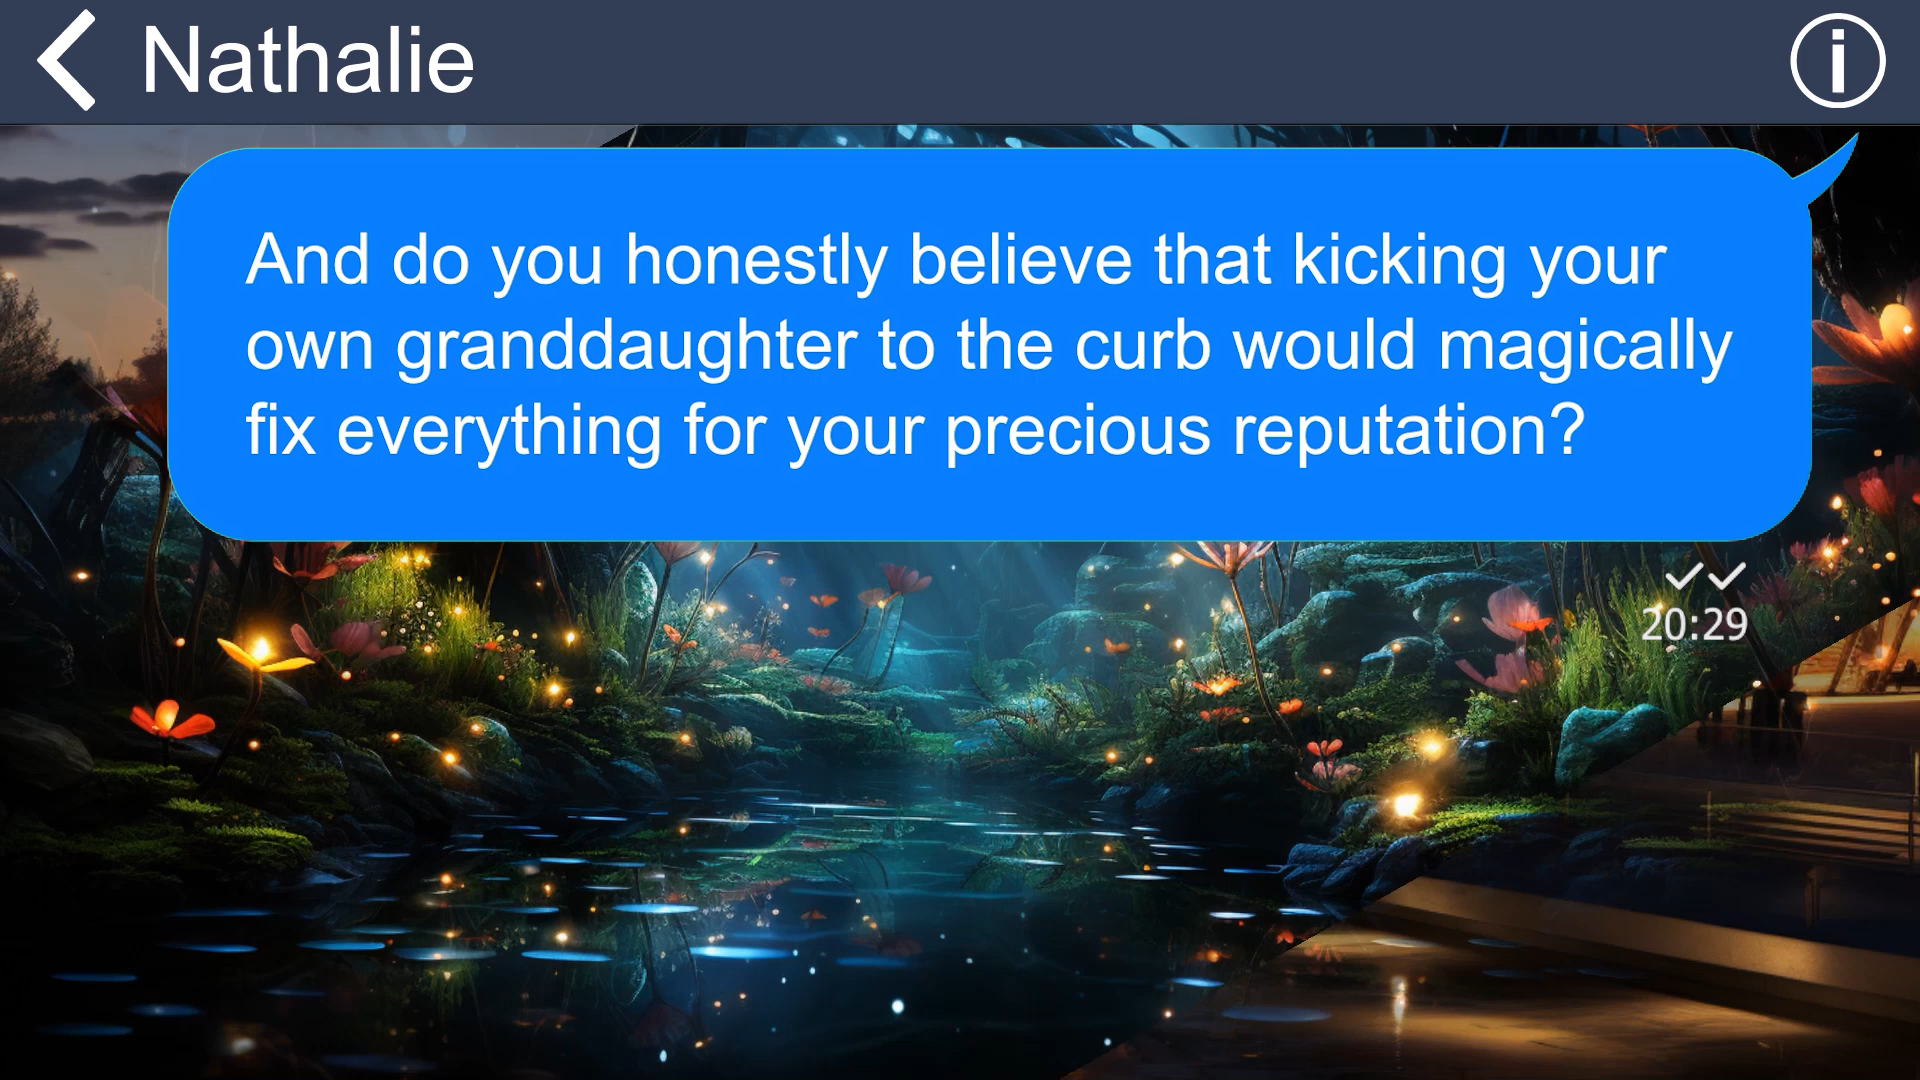 Nathalie
And do you honestly believe that kicking your
own granddaughter to the curb would magically
fix everything for your precious reputation?
20:29